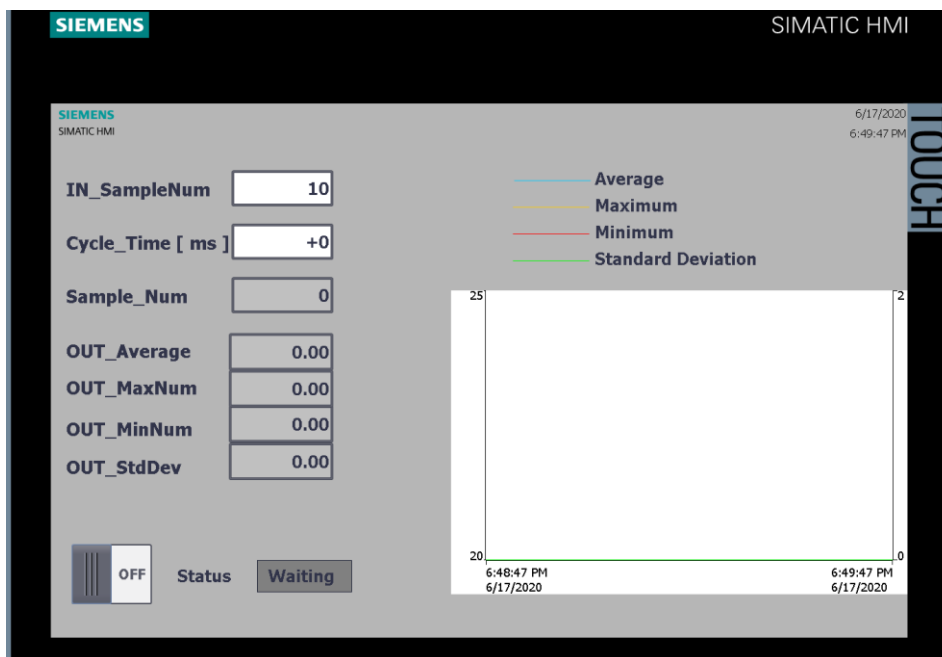 SIEMENS
SIMATIC HMI
TOUCH
SIEMENS
SIMATIC HMI
6/17/2020
6:49:47 PM
IN_SampleNum 10
Cycle_Time [ ms ] +0
Sample_Num 0
OUT_Average 0.00
OUT_MaxNum 0.00
OUT_MinNum 0.00
OUT_StdDev 0.00
OFF
Status Waiting
Average
Maximum
Minimum
Standard Deviation
25 2
20 0
6:48:47 PM 6:49:47 PM
6/17/2020 6/17/2020